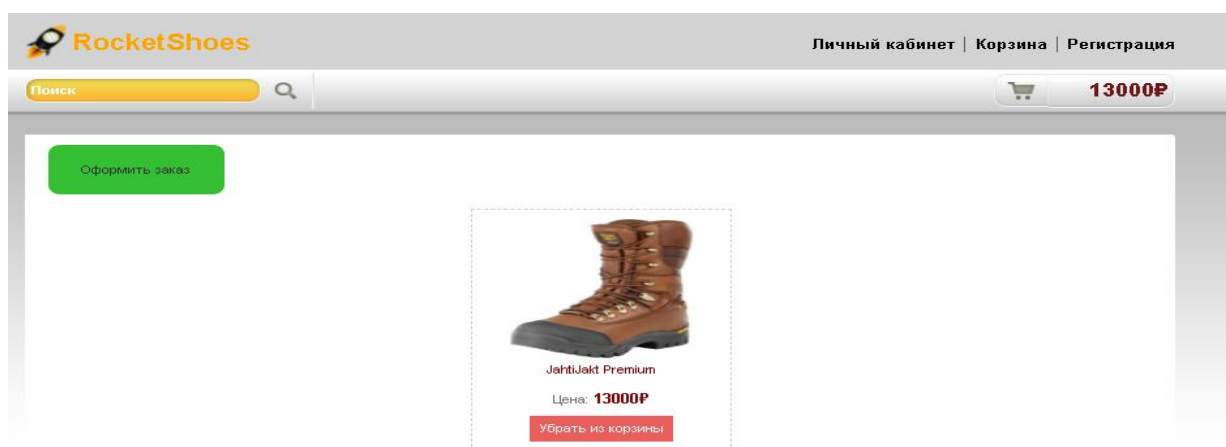 RocketShoes
Личный кабинет | Корзина | Регистрация
Поиск
13000₽
Оформить заказ
JahtiJakt Premium
Цена: 13000₽
Убрать из корзины